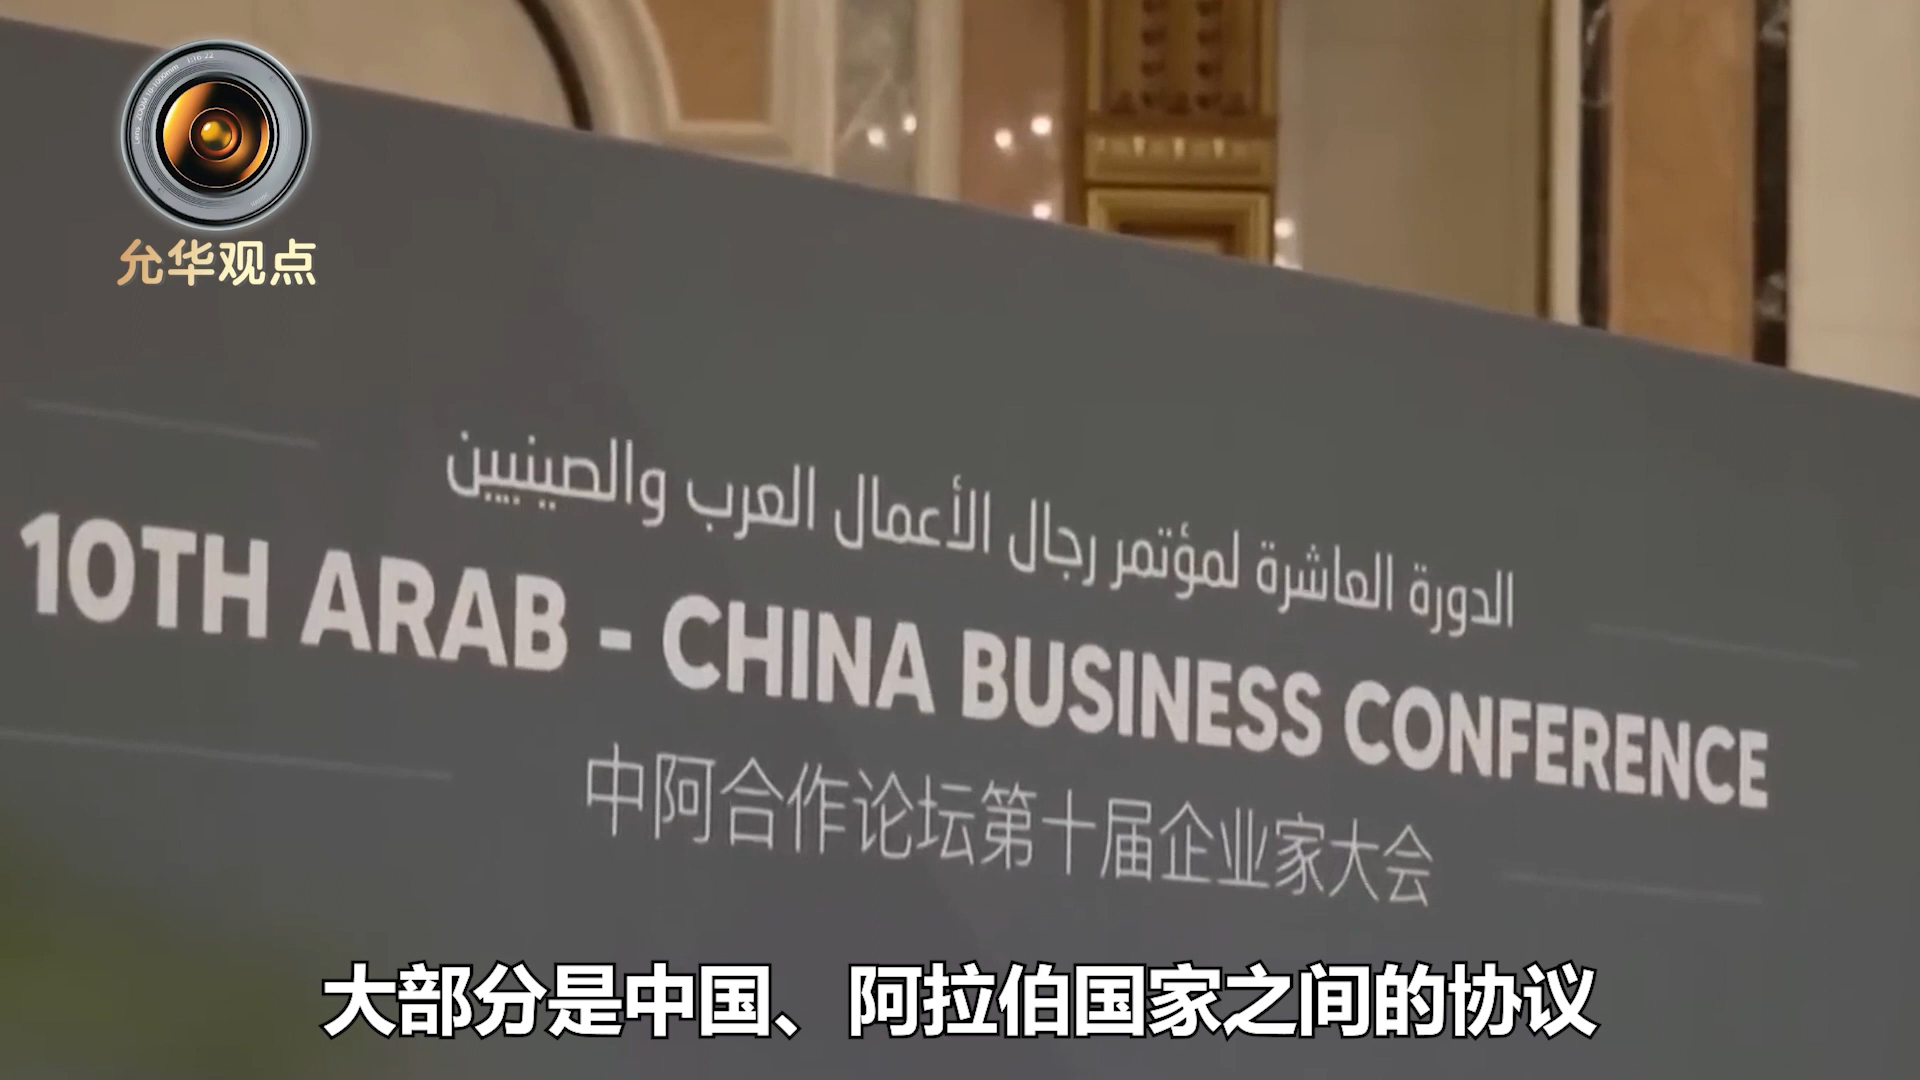 允华观点
الدورة العاشرة لمؤتمر رجال الأعمال العرب والصينيين
10TH ARAB - CHINA BUSINESS CONFERENCE
中阿合作论坛第十届企业家大会
大部分是中国、阿拉伯国家之间的协议